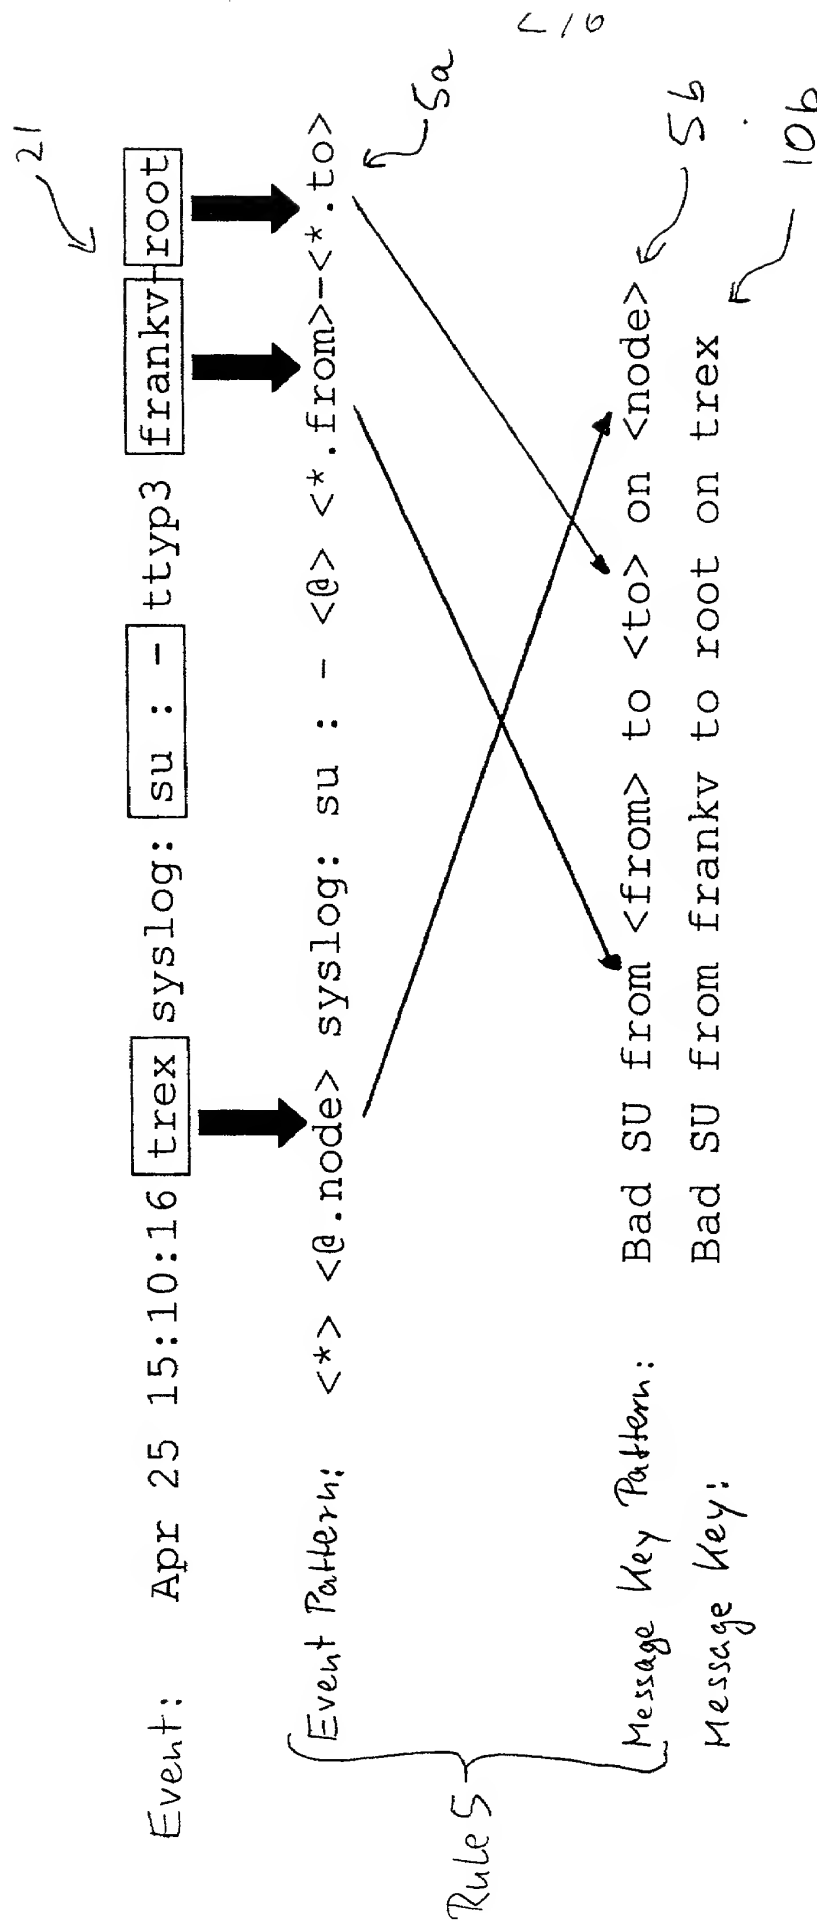 21
Event: Apr 25 15:10:16 trex syslog: su : - ttyp3 frankv-root
Event Pattern: <*> <@.node> syslog: su : - <@> <*.from>-<*.to>
5a
Rule 5
Message Key Pattern: Bad SU from <from> to <to> on <node>
5b
Message Key: Bad SU from frankv to root on trex
10b